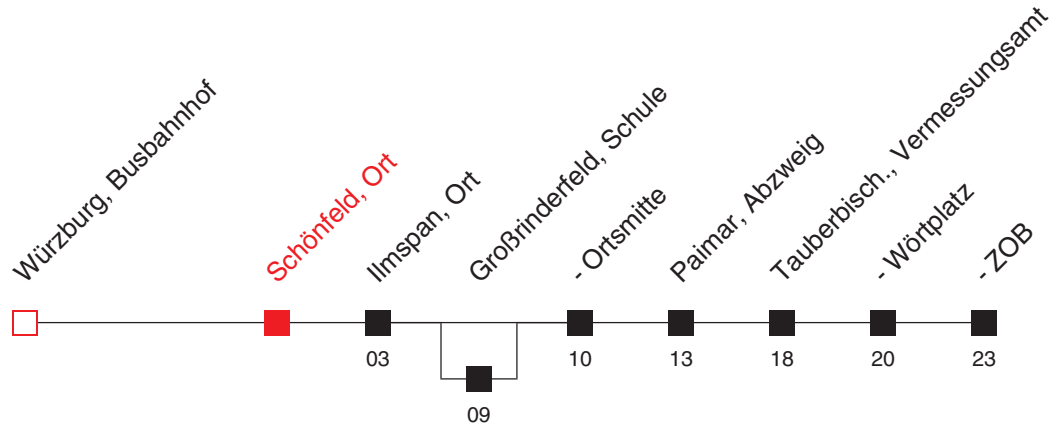 Würzburg, Busbahnhof
Schönfeld, Ort
Ilmspan, Ort
Großrinderfeld, Schule
- Ortsmitte
Paimar, Abzweig
Tauberbisch., Vermessungsamt
- Wörtplatz
- ZOB
03
09
10
13
18
20
23